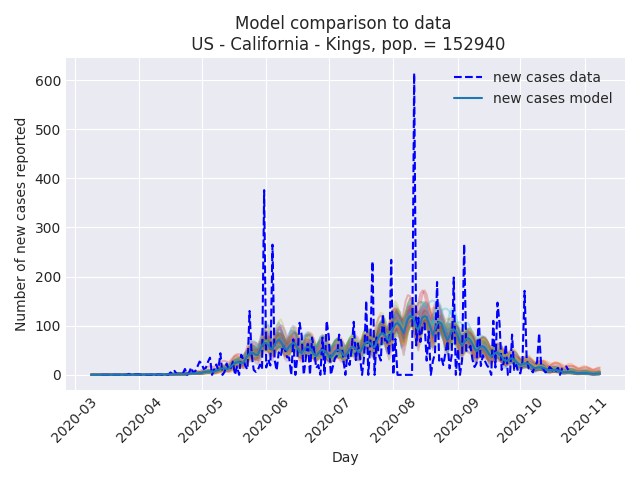 Model comparison to data
US - California - Kings, pop. = 152940
new cases data
new cases model
Number of new cases reported
600
500
400
300
200
100
0
2020-03
2020-04
2020-05
2020-06
2020-07
2020-08
2020-09
2020-10
2020-11
Day